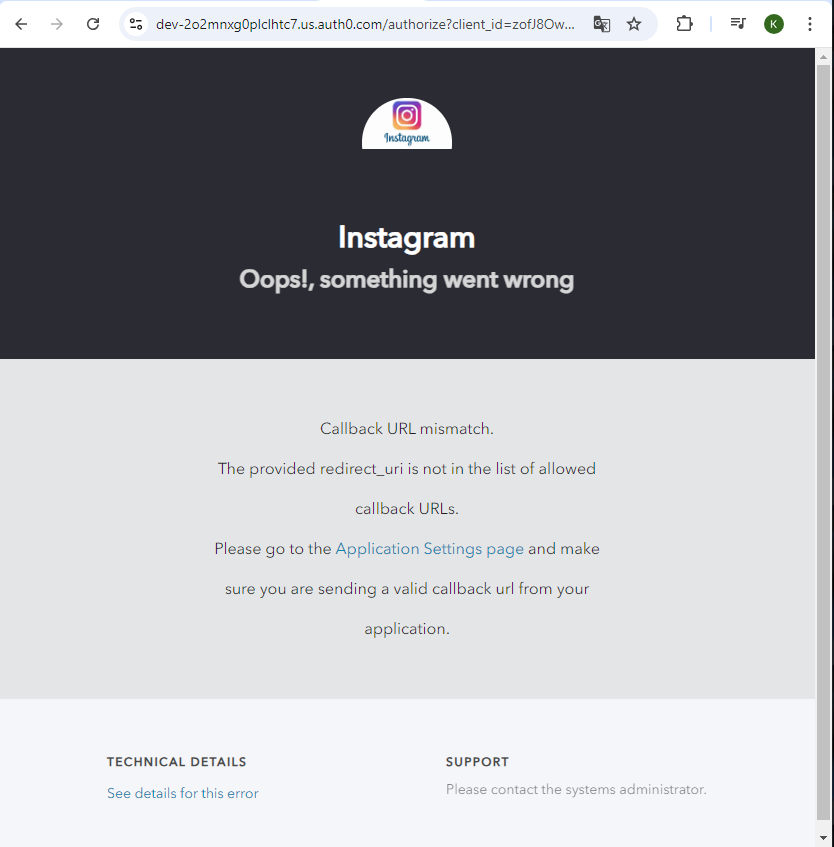 dev-2o2mnxg0plclhtc7.us.auth0.com/authorize?client_id=zofJ8Ow...
K
Instagram
Instagram
Oops!, something went wrong
Callback URL mismatch.
The provided redirect_uri is not in the list of allowed
callback URLs.
Please go to the Application Settings page and make
sure you are sending a valid callback url from your
application.
TECHNICAL DETAILS
See details for this error
SUPPORT
Please contact the systems administrator.